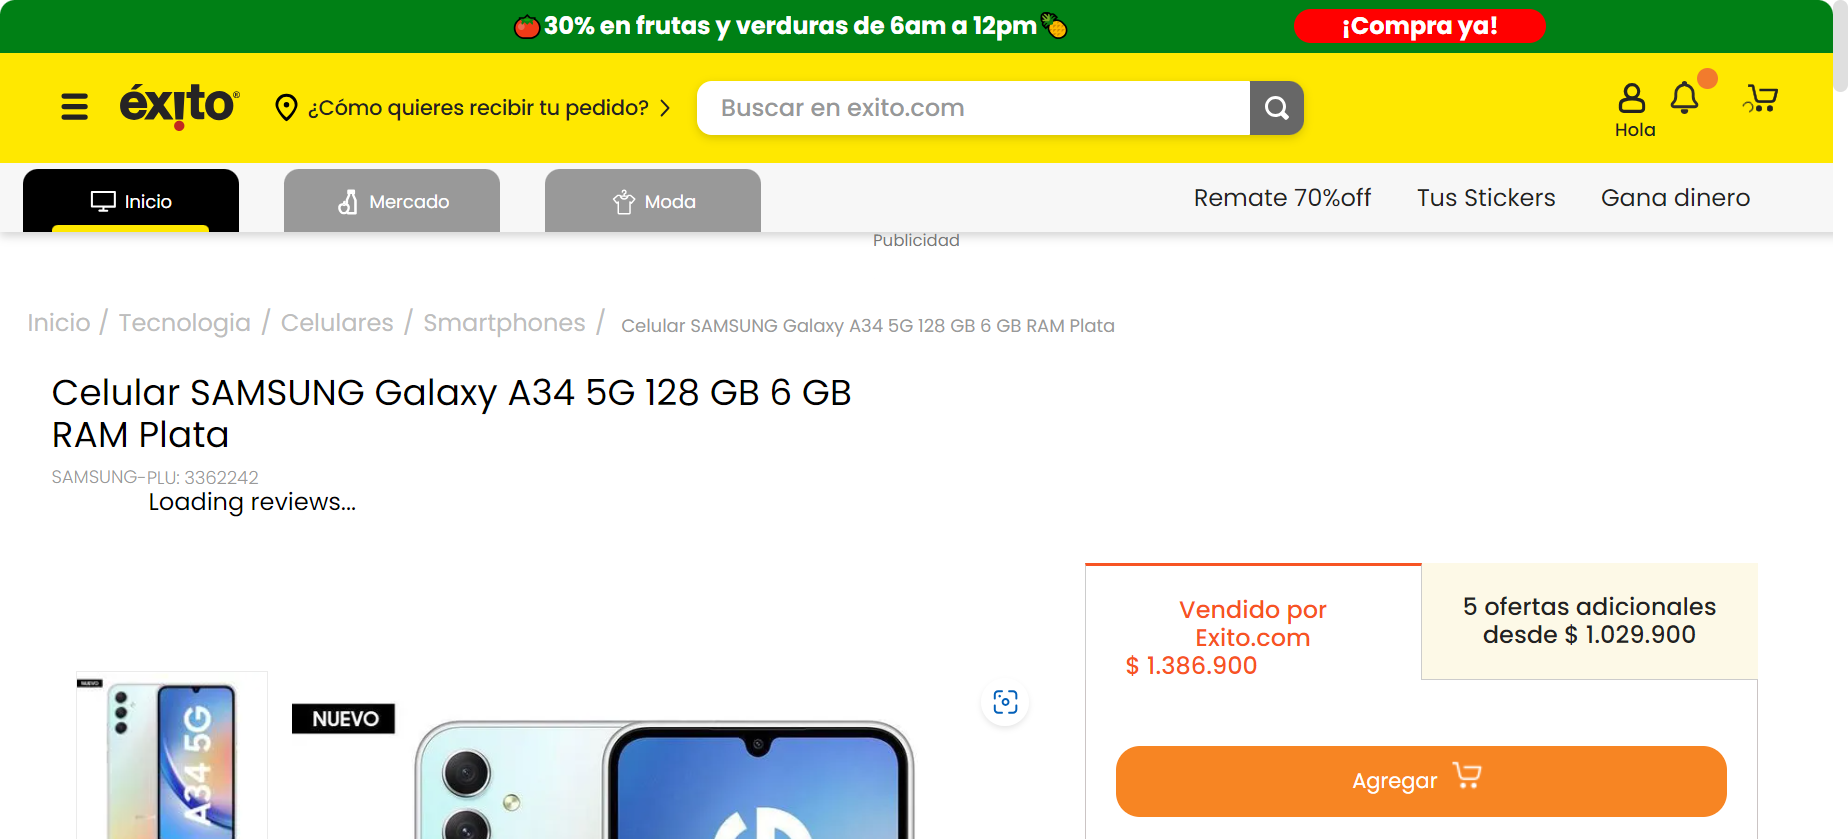 30% en frutas y verduras de 6am a 12pm
¡Compra ya!
éxito®
¿Cómo quieres recibir tu pedido?
Buscar en exito.com
Hola
Inicio
Mercado
Moda
Remate 70%off
Tus Stickers
Gana dinero
Publicidad
Inicio / Tecnologia / Celulares / Smartphones / Celular SAMSUNG Galaxy A34 5G 128 GB 6 GB RAM Plata
Celular SAMSUNG Galaxy A34 5G 128 GB 6 GB
RAM Plata
SAMSUNG-PLU: 3362242
Loading reviews...
Vendido por
Exito.com
$ 1.386.900
5 ofertas adicionales
desde $ 1.029.900
NUEVO
A34 5G
NUEVO
Agregar